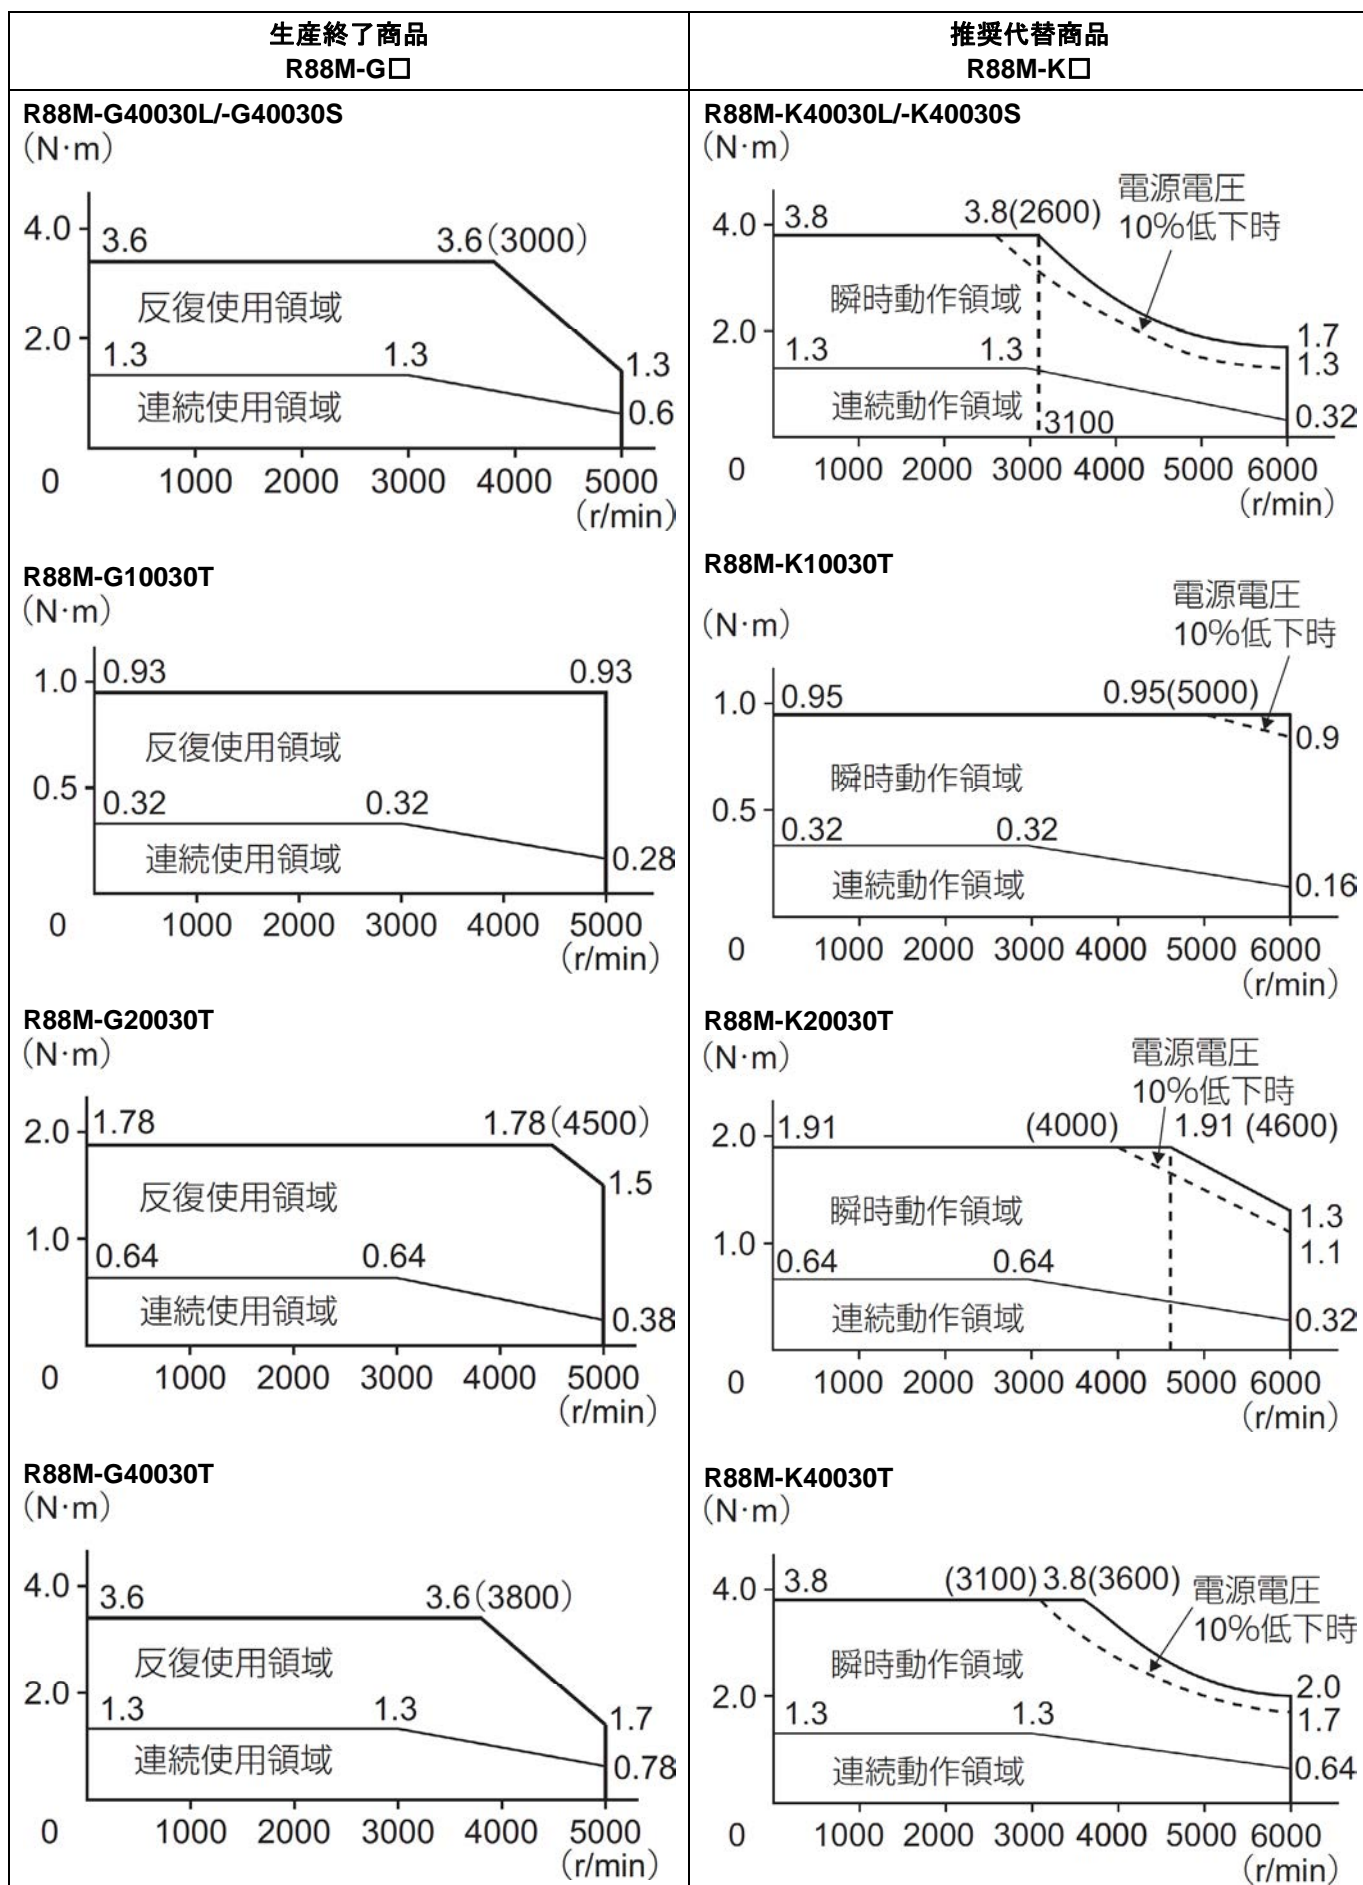 生産終了商品
R88M-G□
推奨代替商品
R88M-K□
R88M-G40030L/-G40030S
(N·m)
4.0
3.6
3.6(3000)
反復使用領域
2.0
1.3
1.3
1.3
連続使用領域
0.6
0 1000 2000 3000 4000 5000
(r/min)
R88M-K40030L/-K40030S
(N·m)
電源電圧
10%低下時
4.0
3.8
3.8(2600)
瞬時動作領域
2.0
1.3
1.3
1.7
1.3
連続動作領域
3100
0.32
0 1000 2000 3000 4000 5000 6000
(r/min)
R88M-G10030T
(N·m)
1.0
0.93
0.93
反復使用領域
0.5
0.32
0.32
連続使用領域
0.28
0 1000 2000 3000 4000 5000
(r/min)
R88M-K10030T
(N·m)
電源電圧
10%低下時
1.0
0.95
0.95(5000)
0.9
瞬時動作領域
0.5
0.32
0.32
連続動作領域
0.16
0 1000 2000 3000 4000 5000 6000
(r/min)
R88M-G20030T
(N·m)
2.0
1.78
1.78(4500)
1.5
反復使用領域
1.0
0.64
0.64
連続使用領域
0.38
0 1000 2000 3000 4000 5000
(r/min)
R88M-K20030T
(N·m)
電源電圧
10%低下時
2.0
1.91
(4000)
1.91 (4600)
瞬時動作領域
1.3
1.1
1.0
0.64
0.64
連続動作領域
0.32
0 1000 2000 3000 4000 5000 6000
(r/min)
R88M-G40030T
(N·m)
4.0
3.6
3.6(3800)
反復使用領域
2.0
1.3
1.3
1.7
連続使用領域
0.78
0 1000 2000 3000 4000 5000
(r/min)
R88M-K40030T
(N·m)
4.0
3.8
(3100) 3.8(3600)
電源電圧
10%低下時
瞬時動作領域
2.0
1.3
1.3
2.0
1.7
連続動作領域
0.64
0 1000 2000 3000 4000 5000 6000
(r/min)